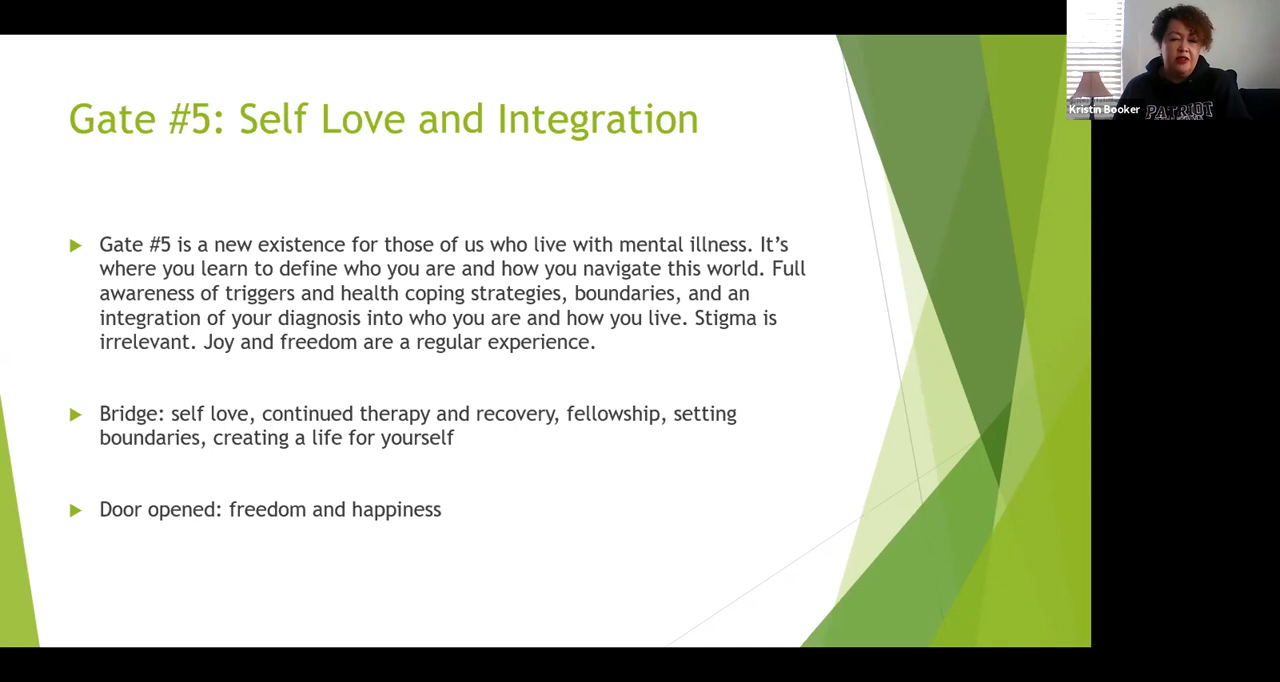 Gate #5: Self Love and Integration
Gate #5 is a new existence for those of us who live with mental illness. It’s
where you learn to define who you are and how you navigate this world. Full
awareness of triggers and health coping strategies, boundaries, and an
integration of your diagnosis into who you are and how you live. Stigma is
irrelevant. Joy and freedom are a regular experience.
Bridge: self love, continued therapy and recovery, fellowship, setting
boundaries, creating a life for yourself
Door opened: freedom and happiness
Kristin Booker
PATRIOT